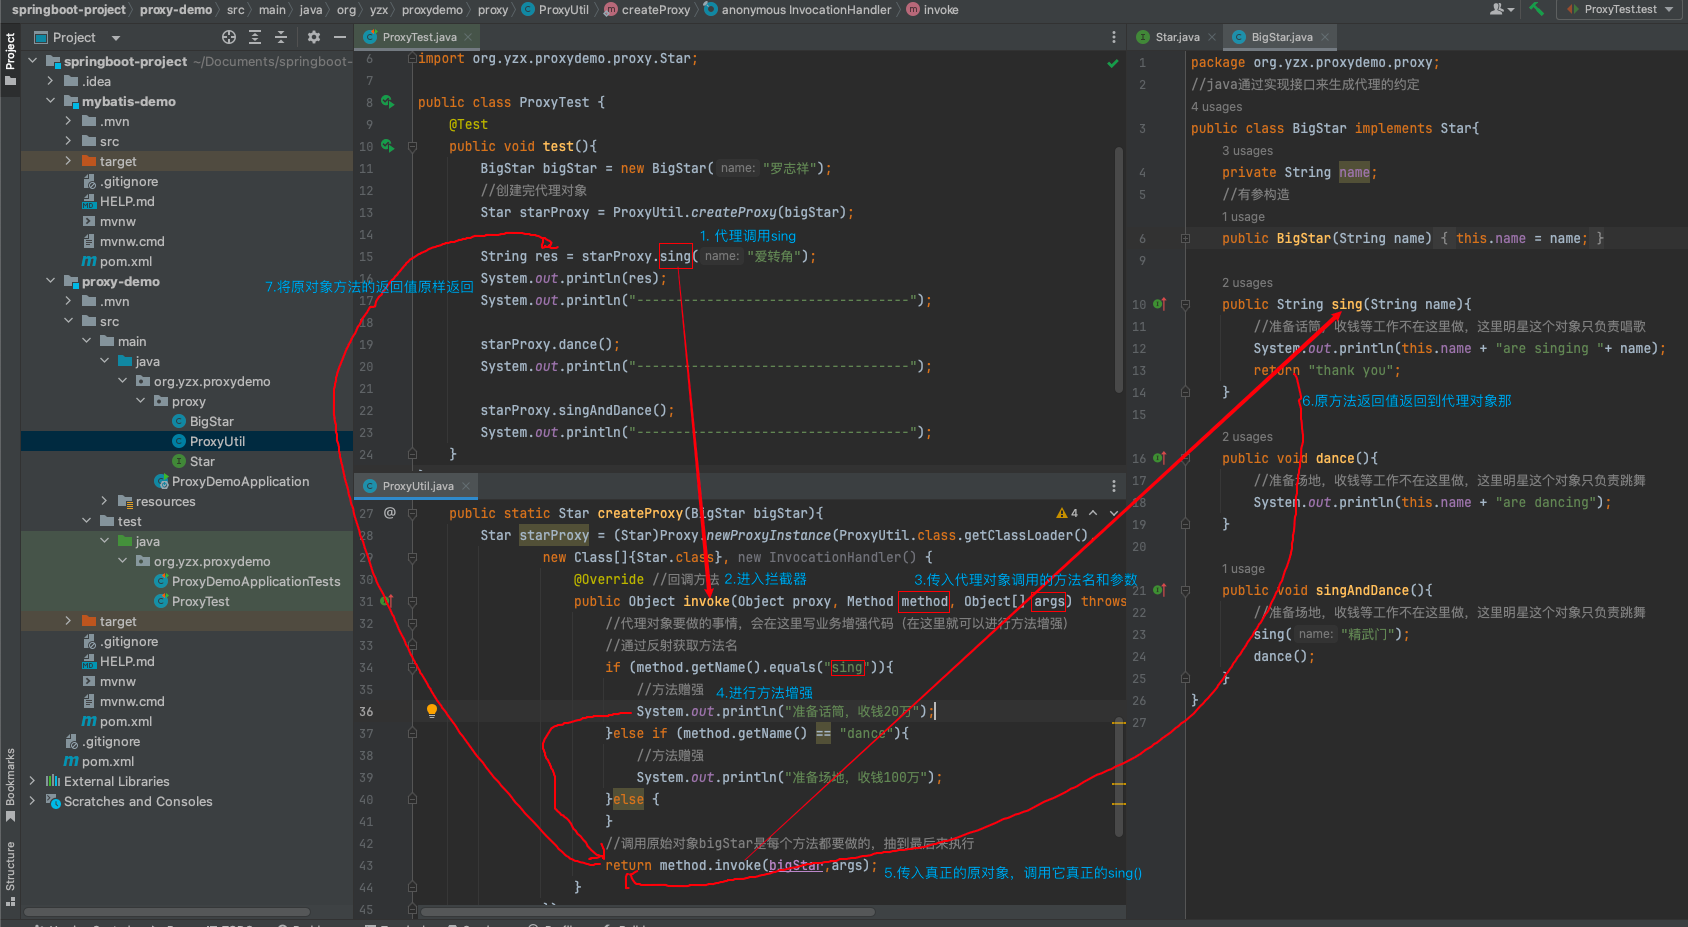 springboot-project > proxy-demo > src > main > java > org > yzx > proxydemo > proxy > ProxyUtil > createProxy > anonymous InvocationHandler > invoke
ProxyTest.test
Project
Bookmarks
Structure
Project
springboot-project ~/Documents/springboot-
.idea
mybatis-demo
.mvn
src
target
.gitignore
HELP.md
mvnw
mvnw.cmd
pom.xml
proxy-demo
.mvn
src
main
java
org.yzx.proxydemo
proxy
BigStar
ProxyUtil
Star
ProxyDemoApplication
resources
test
java
org.yzx.proxydemo
ProxyDemoApplicationTests
ProxyTest
target
.gitignore
HELP.md
mvnw
mvnw.cmd
pom.xml
.gitignore
pom.xml
External Libraries
Scratches and Consoles
ProxyTest.java
6 import org.yzx.proxydemo.proxy.Star;
7
8 public class ProxyTest {
9 @Test
10 public void test(){
11 BigStar bigStar = new BigStar( name: "罗志祥");
12 //创建完代理对象
13 Star starProxy = ProxyUtil.createProxy(bigStar);
14
1. 代理调用sing
15 String res = starProxy.sing( name: "爱转角");
16 System.out.println(res);
7.将原对象方法的返回值原样返回
17 System.out.println("-----------------------------------");
18
19 starProxy.dance();
20 System.out.println("-----------------------------------");
21
22 starProxy.singAndDance();
23 System.out.println("-----------------------------------");
24 }
ProxyUtil.java
4
27 @ public static Star createProxy(BigStar bigStar){
28 Star starProxy = (Star)Proxy.newProxyInstance(ProxyUtil.class.getClassLoader()
29 new Class[]{Star.class}, new InvocationHandler() {
30 @Override //回调方法 2.进入拦截器
3.传入代理对象调用的方法名和参数
31 public Object invoke(Object proxy, Method method, Object[] args) throws
32 //代理对象要做的事情，会在这里写业务增强代码（在这里就可以进行方法增强）
33 //通过反射获取方法名
34 if (method.getName().equals("sing")){
35 //方法赠强 4.进行方法增强
36 System.out.println("准备话筒，收钱20万");
37 }else if (method.getName() == "dance"){
38 //方法赠强
39 System.out.println("准备场地，收钱100万");
40 }else {
41 }
42 //调用原始对象bigStar是每个方法都要做的，抽到最后来执行
43 return method.invoke(bigStar,args);
5.传入真正的原对象，调用它真正的sing()
44 }
45
Star.java
BigStar.java
1 package org.yzx.proxydemo.proxy;
2 //java通过实现接口来生成代理的约定
4 usages
3 public class BigStar implements Star{
3 usages
4 private String name;
5 //有参构造
1 usage
6 public BigStar(String name) { this.name = name; }
9
2 usages
10 public String sing(String name){
11 //准备话筒，收钱等工作不在这里做，这里明星这个对象只负责唱歌
12 System.out.println(this.name + "are singing "+ name);
13 return "thank you";
14 }
6.原方法返回值返回到代理对象那
15
2 usages
16 public void dance(){
17 //准备场地，收钱等工作不在这里做，这里明星这个对象只负责跳舞
18 System.out.println(this.name + "are dancing");
19 }
20
1 usage
21 public void singAndDance(){
22 //准备场地，收钱等工作不在这里做，这里明星这个对象只负责跳舞
23 sing( name: "精武门");
24 dance();
25 }
26 }
27